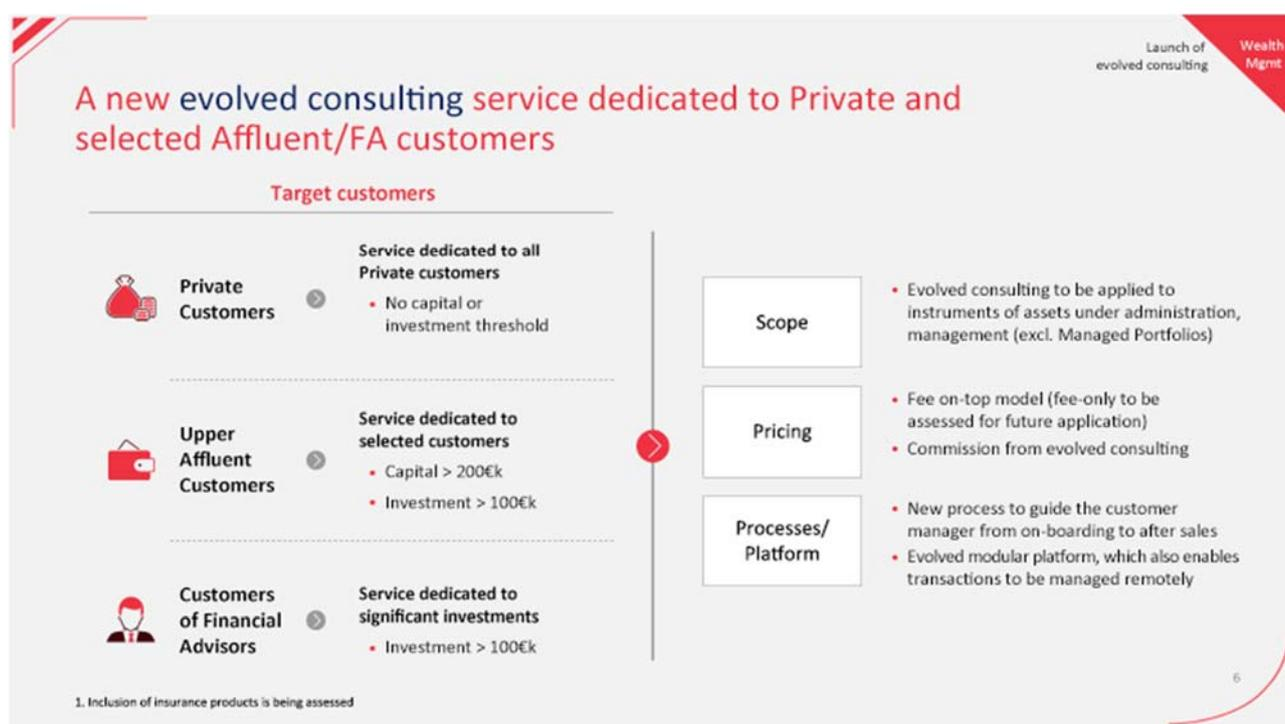 Launch of
evolved consulting
Wealth
Mgmt
A new evolved consulting service dedicated to Private and
selected Affluent/FA customers
Target customers
Private
Customers
Service dedicated to all
Private customers
• No capital or
investment threshold
Upper
Affluent
Customers
Service dedicated to
selected customers
• Capital > 200€k
• Investment > 100€k
Customers
of Financial
Advisors
Service dedicated to
significant investments
• Investment > 100€k
Scope
• Evolved consulting to be applied to
instruments of assets under administration,
management (excl. Managed Portfolios)
Pricing
• Fee on-top model (fee-only to be
assessed for future application)
• Commission from evolved consulting
Processes/
Platform
• New process to guide the customer
manager from on-boarding to after sales
• Evolved modular platform, which also enables
transactions to be managed remotely
6
1. Inclusion of insurance products is being assessed